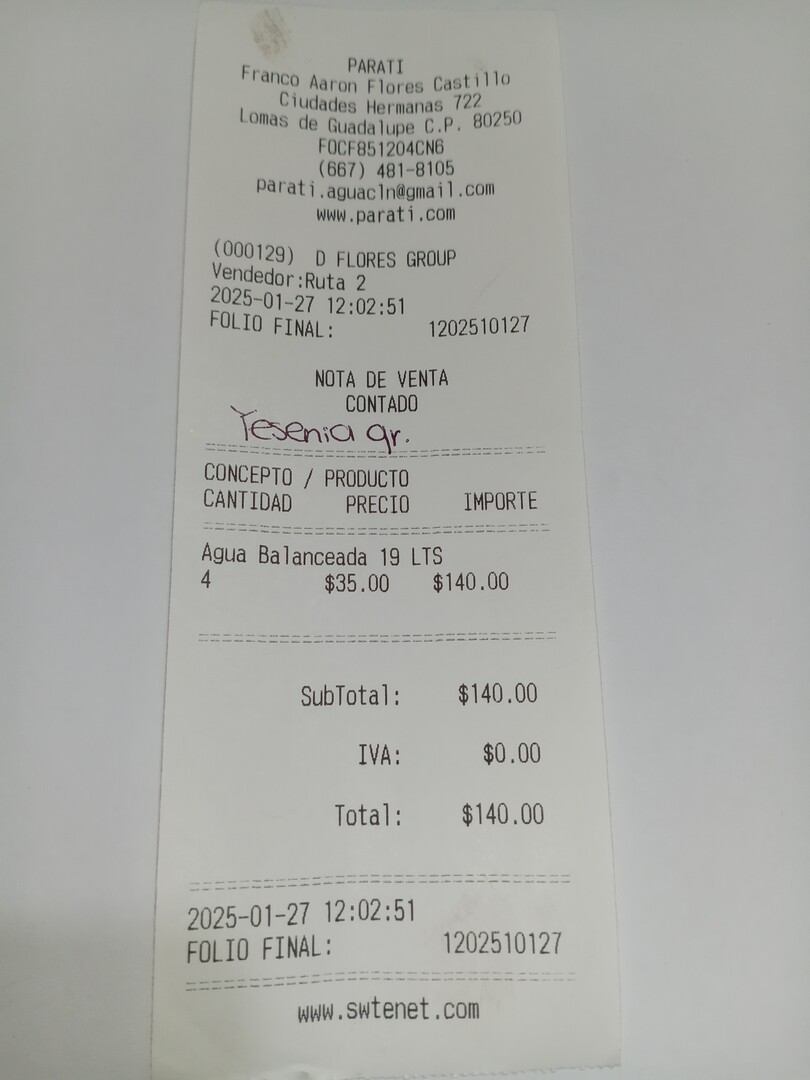 PARATI
Franco Aaron Flores Castillo
Ciudades Hermanas 722
Lomas de Guadalupe C.P. 80250
FOCF851204CN6
(667) 481-8105
parati.aguacln@gmail.com
www.parati.com
(000129) D FLORES GROUP
Vendedor:Ruta 2
2025-01-27 12:02:51
FOLIO FINAL: 1202510127
NOTA DE VENTA
CONTADO
Yesenia gr.
CONCEPTO / PRODUCTO
CANTIDAD PRECIO IMPORTE
Agua Balanceada 19 LTS
4 $35.00 $140.00
SubTotal: $140.00
IVA: $0.00
Total: $140.00
2025-01-27 12:02:51
FOLIO FINAL: 1202510127
www.swtenet.com